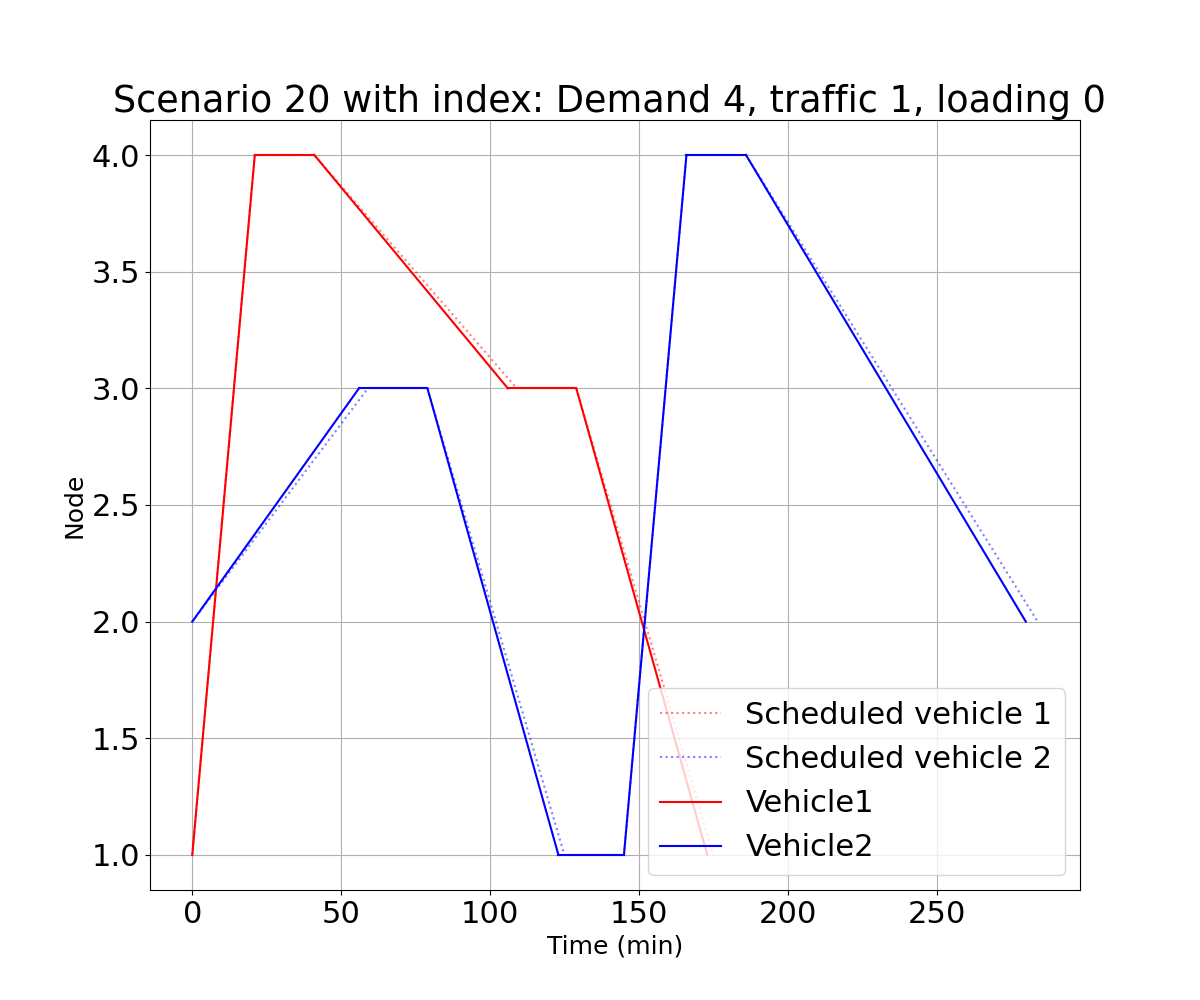 Scenario 20 with index: Demand 4, traffic 1, loading 0
4.0
3.5
3.0
2.5
2.0
1.5
1.0
Node
Scheduled vehicle 1
Scheduled vehicle 2
Vehicle1
Vehicle2
0 50 100 150 200 250
Time (min)